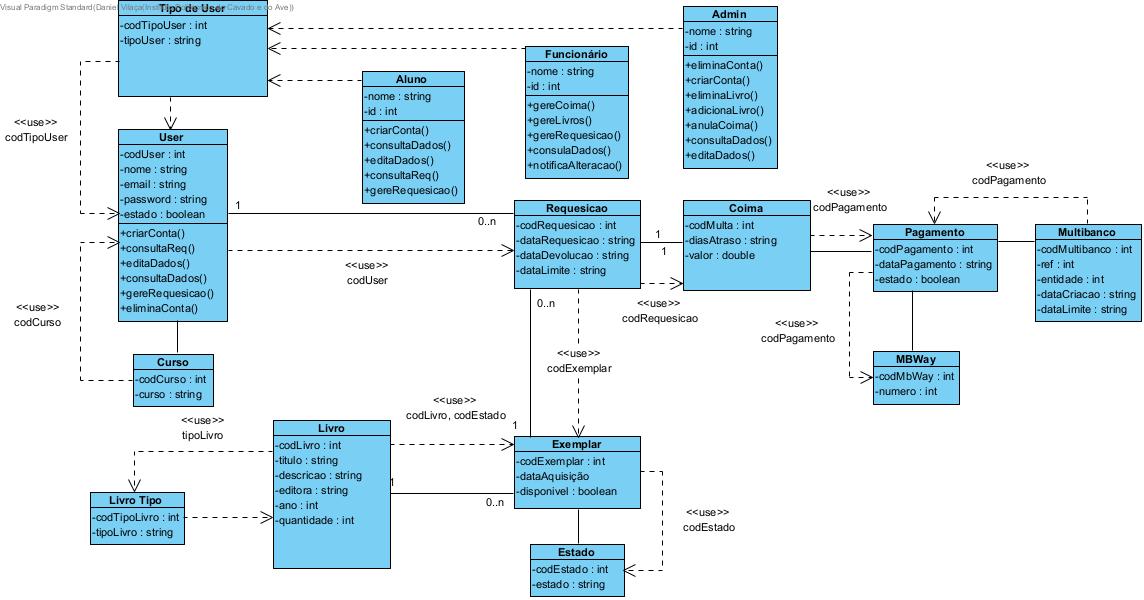 Visual Paradigm Standard(Daniel Vilaça(Insti Cávado e do Ave))
Tipo de User
-codTipoUser : int
-tipoUser : string
Admin
-nome : string
-id : int
+eliminaConta()
+criarConta()
+eliminaLivro()
+adicionaLivro()
+anulaCoima()
+consultaDados()
+editaDados()
Funcionário
-nome : string
-id : int
+gereCoima()
+gereLivros()
+gereRequesicao()
+consulaDados()
+notificaAlteracao()
Aluno
-nome : string
-id : int
+criarConta()
+consultaDados()
+editaDados()
+consultaReq()
+gereRequesicao()
<<use>>
codTipoUser
User
-codUser : int
-nome : string
-email : string
-password : string
-estado : boolean
+criarConta()
+consultaReq()
+editaDados()
+consultaDados()
+gereRequesicao()
+eliminaConta()
1
0..n
<<use>>
codUser
Requesicao
-codRequesicao : int
-dataRequesicao : string
-dataDevolucao : string
-dataLimite : string
1
1
<<use>>
codRequesicao
Coima
-codMulta : int
-diasAtraso : string
-valor : double
<<use>>
codPagamento
<<use>>
codPagamento
Pagamento
-codPagamento : int
-dataPagamento : string
-estado : boolean
Multibanco
-codMultibanco : int
-ref : int
-entidade : int
-dataCriacao : string
-dataLimite : string
<<use>>
codPagamento
MBWay
-codMbWay : int
-numero : int
<<use>>
codCurso
Curso
-codCurso : int
-curso : string
0..n
<<use>>
codExemplar
<<use>>
tipoLivro
<<use>>
codLivro, codEstado
1
Livro
-codLivro : int
-titulo : string
-descricao : string
-editora : string
-ano : int
-quantidade : int
Livro Tipo
-codTipoLivro : int
-tipoLivro : string
1
0..n
Exemplar
-codExemplar : int
-dataAquisição
-disponivel : boolean
<<use>>
codEstado
Estado
-codEstado : int
-estado : string